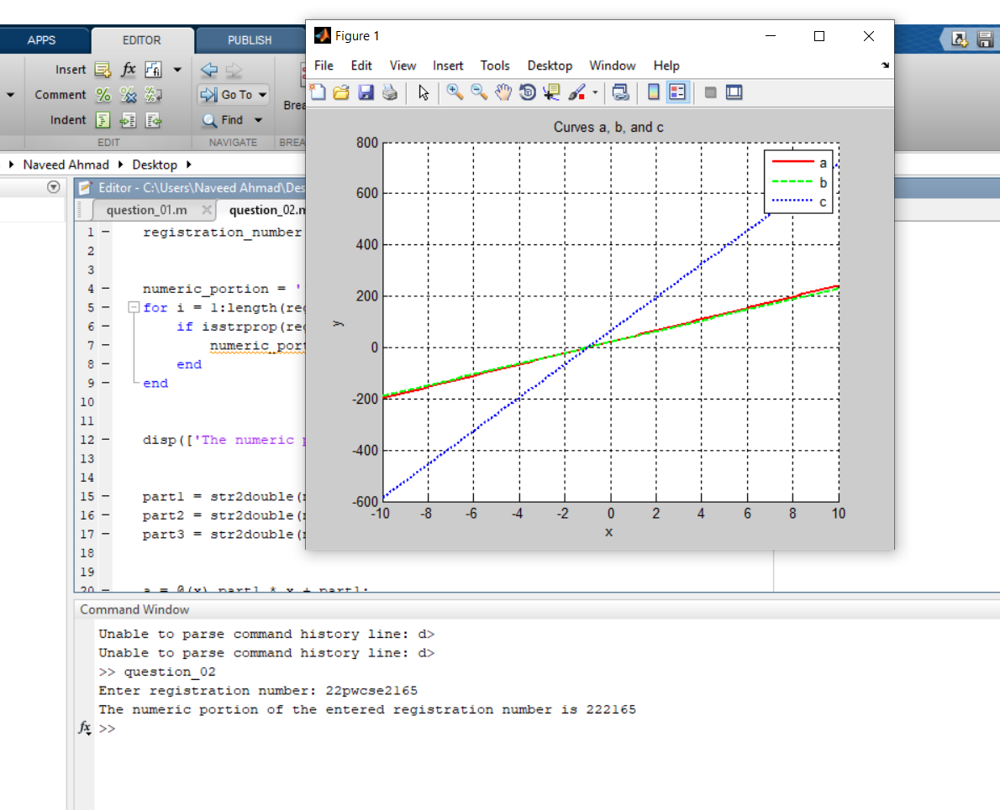 APPS EDITOR PUBLISH
Insert fx fi
Comment Go To
Indent Find
EDIT NAVIGATE
Naveed Ahmad Desktop
Editor - C:\Users\Naveed Ahmad\Des
question_01.m question_02.m
1 registration_number
2
3
4 numeric_portion = '
5 for i = 1:length(reg
6 if isstrprop(reg
7 numeric_port
8 end
9 end
10
11
12 disp(['The numeric p
13
14
15 part1 = str2double(
16 part2 = str2double(
17 part3 = str2double(
18
19
20 a = @(x) part1 * x + part1;
Figure 1
File Edit View Insert Tools Desktop Window Help
Curves a, b, and c
800
600
400
200
0
-200
-400
-600
y
-10 -8 -6 -4 -2 0 2 4 6 8 10
x
a
b
c
Command Window
Unable to parse command history line: d>
Unable to parse command history line: d>
>> question_02
Enter registration number: 22pwcse2165
The numeric portion of the entered registration number is 222165
fx >>